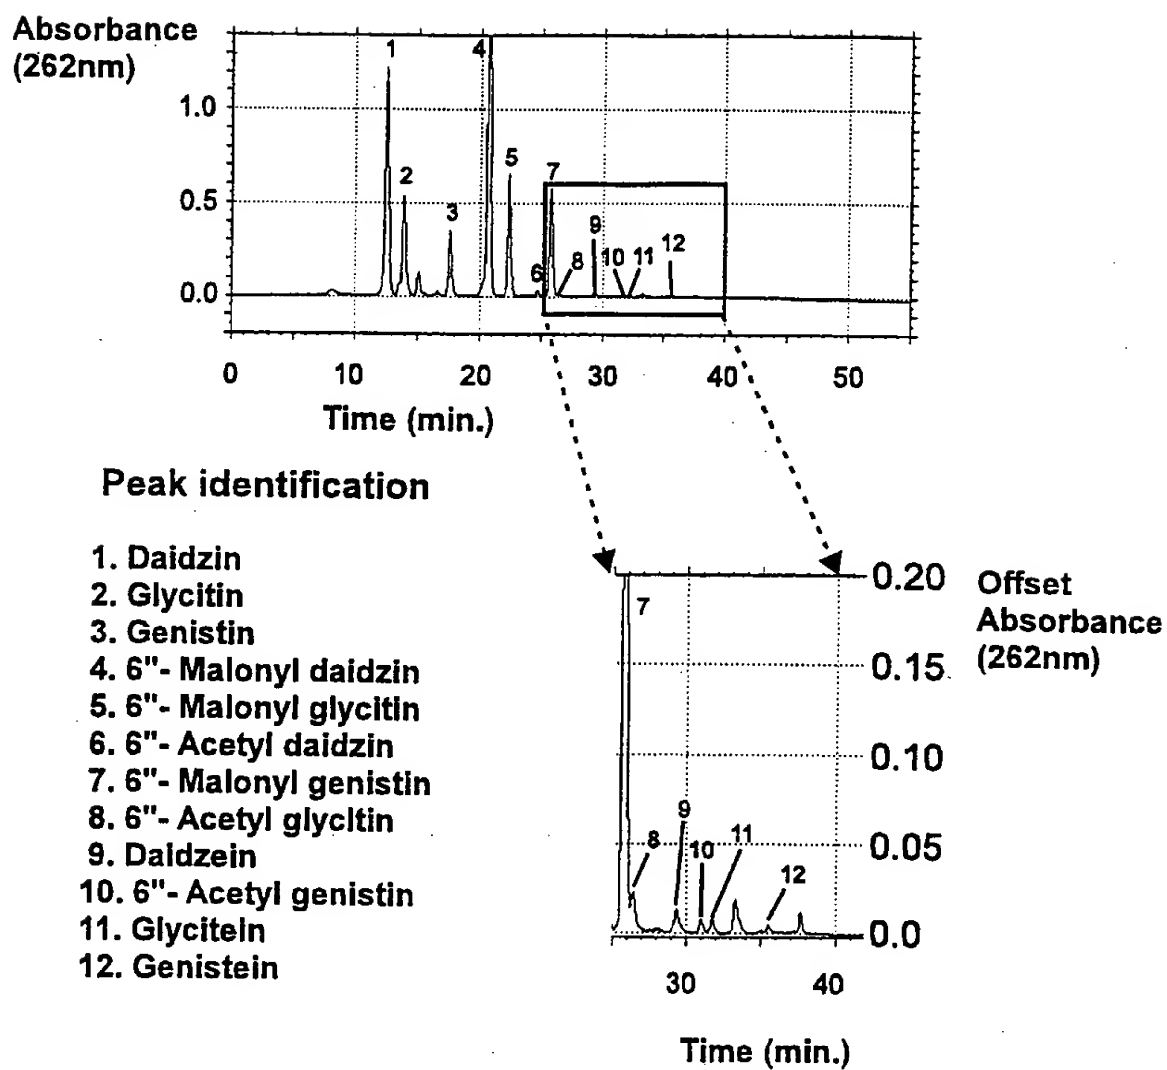 Absorbance
(262nm)
1.0
0.5
0.0
1
2
3
4
5
6
7
8
9
10
11
12
0
10
20
30
40
50
Time (min.)
Peak identification
1. Daidzin
2. Glycitin
3. Genistin
4. 6"- Malonyl daidzin
5. 6"- Malonyl glycitin
6. 6"- Acetyl daidzin
7. 6"- Malonyl genistin
8. 6"- Acetyl glycitin
9. Daidzein
10. 6"- Acetyl genistin
11. Glycitein
12. Genistein
7
8
9
10
11
12
0.20
0.15
0.10
0.05
0.0
Offset
Absorbance
(262nm)
30
40
Time (min.)